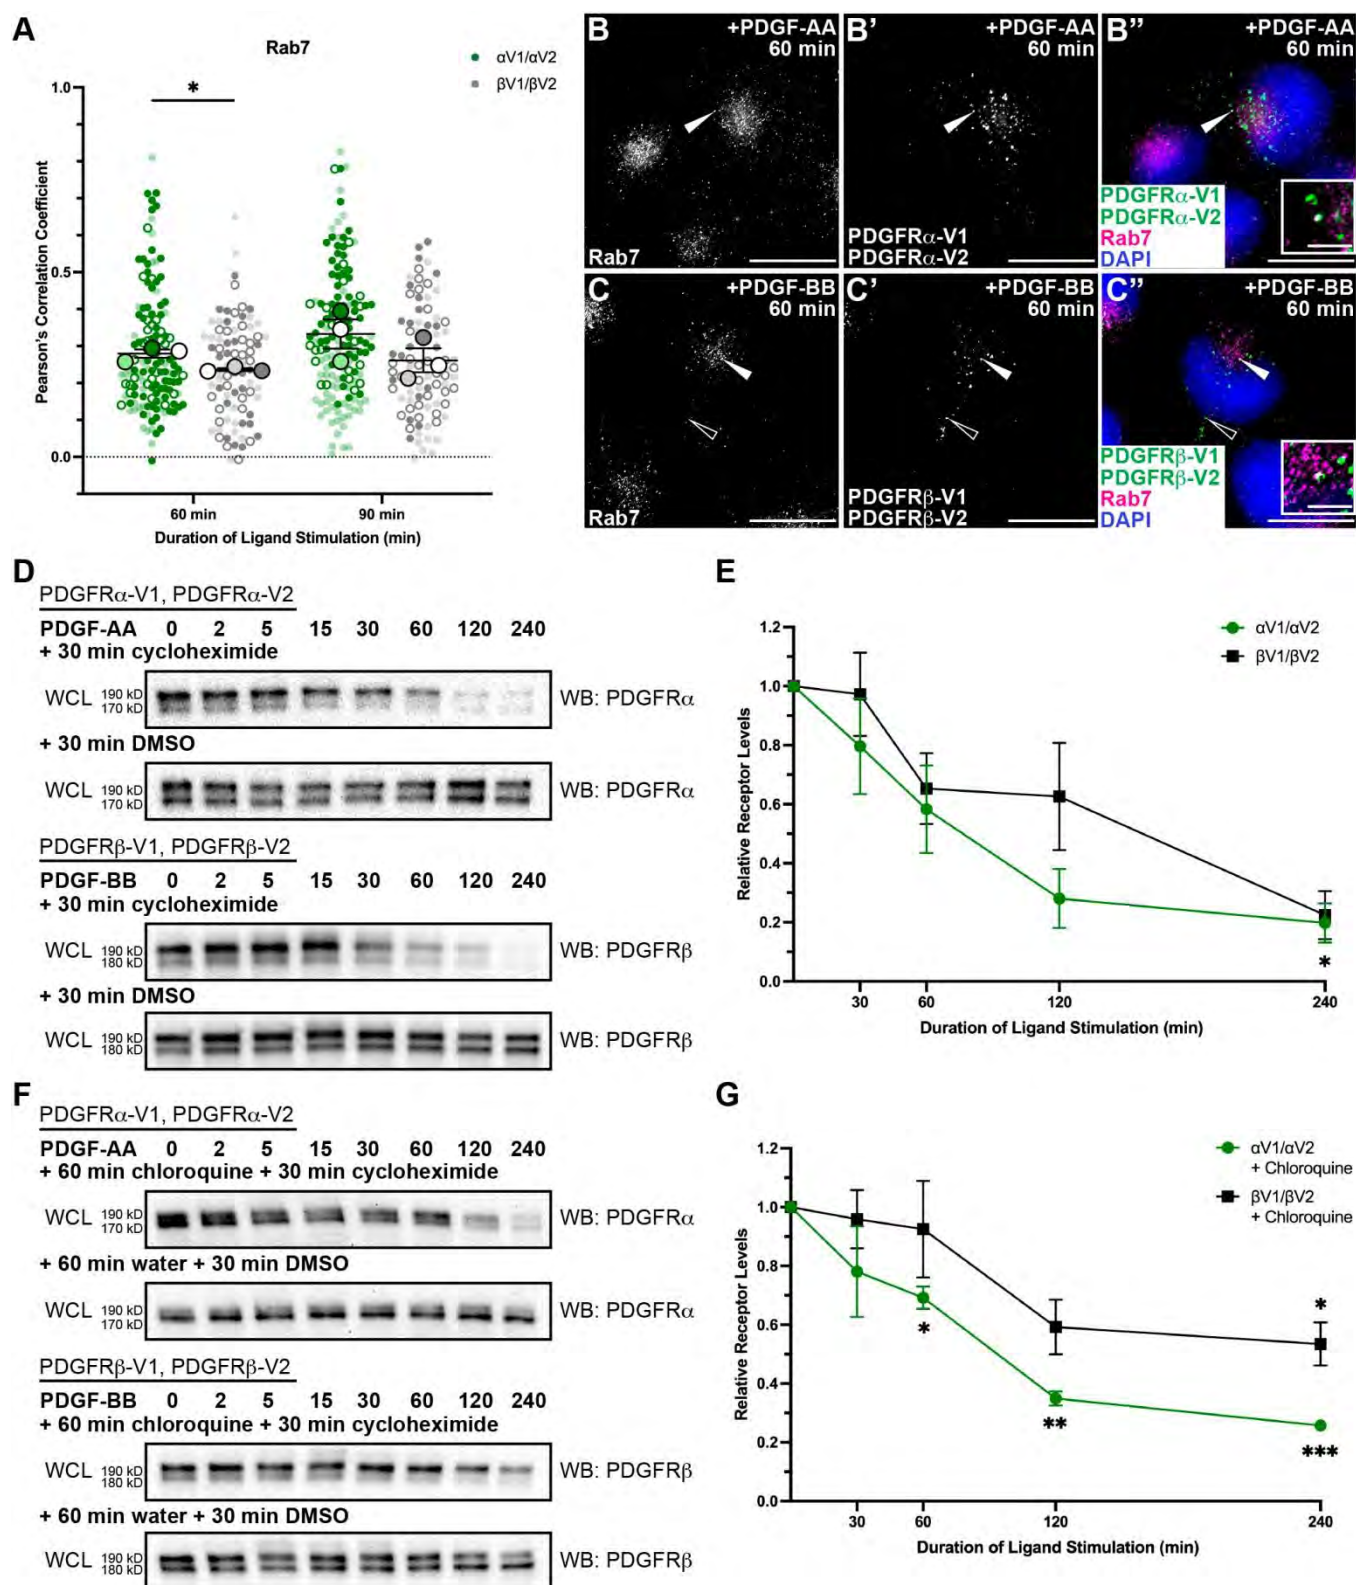 A
Rab7
αV1/αV2
βV1/βV2
*
Pearson's Correlation Coefficient
1.0
0.5
0.0
60 min
90 min
Duration of Ligand Stimulation (min)
B
+PDGF-AA
60 min
Rab7
B'
+PDGF-AA
60 min
PDGFRα-V1
PDGFRα-V2
B"
+PDGF-AA
60 min
PDGFRα-V1
PDGFRα-V2
Rab7
DAPI
C
+PDGF-BB
60 min
Rab7
C'
+PDGF-BB
60 min
PDGFRβ-V1
PDGFRβ-V2
C"
+PDGF-BB
60 min
PDGFRβ-V1
PDGFRβ-V2
Rab7
DAPI
D
PDGFRα-V1, PDGFRα-V2
PDGF-AA 0 2 5 15 30 60 120 240
+ 30 min cycloheximide
WCL 190 kD WB: PDGFRα
170 kD
+ 30 min DMSO
WCL 190 kD WB: PDGFRα
170 kD
PDGFRβ-V1, PDGFRβ-V2
PDGF-BB 0 2 5 15 30 60 120 240
+ 30 min cycloheximide
WCL 190 kD WB: PDGFRβ
180 kD
+ 30 min DMSO
WCL 190 kD WB: PDGFRβ
180 kD
E
αV1/αV2
βV1/βV2
Relative Receptor Levels
1.2
1.0
0.8
0.6
0.4
0.2
0.0
*
30 60 120 240
Duration of Ligand Stimulation (min)
F
PDGFRα-V1, PDGFRα-V2
PDGF-AA 0 2 5 15 30 60 120 240
+ 60 min chloroquine + 30 min cycloheximide
WCL 190 kD WB: PDGFRα
170 kD
+ 60 min water + 30 min DMSO
WCL 190 kD WB: PDGFRα
170 kD
PDGFRβ-V1, PDGFRβ-V2
PDGF-BB 0 2 5 15 30 60 120 240
+ 60 min chloroquine + 30 min cycloheximide
WCL 190 kD WB: PDGFRβ
180 kD
+ 60 min water + 30 min DMSO
WCL 190 kD WB: PDGFRβ
180 kD
G
αV1/αV2
+ Chloroquine
βV1/βV2
+ Chloroquine
Relative Receptor Levels
1.2
1.0
0.8
0.6
0.4
0.2
0.0
*
*
**
***
30 60 120 240
Duration of Ligand Stimulation (min)